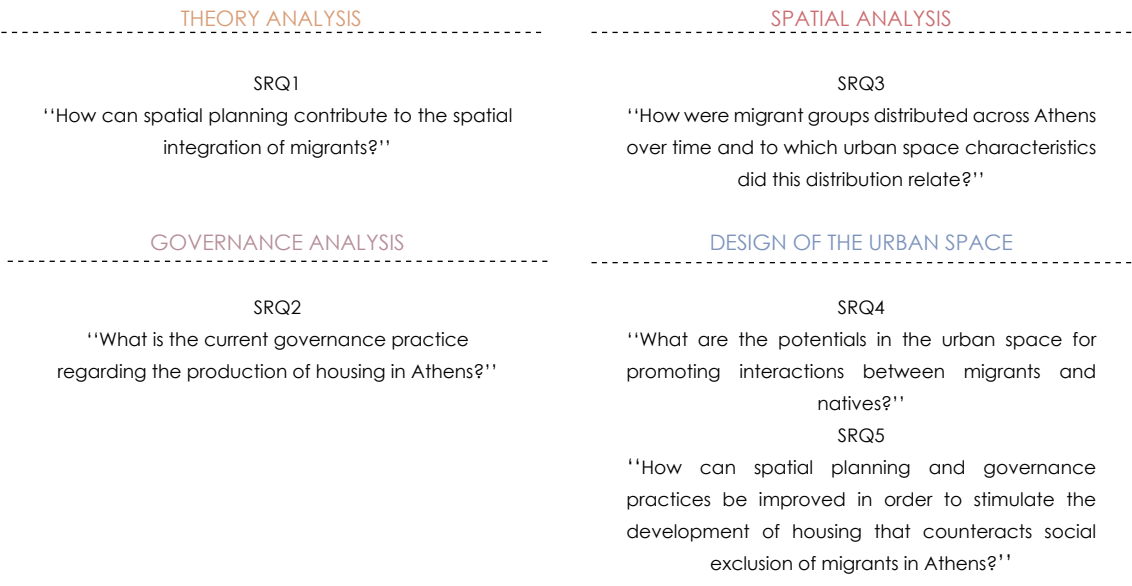 THEORY ANALYSIS
SRQ1
‘‘How can spatial planning contribute to the spatial
integration of migrants?’’
GOVERNANCE ANALYSIS
SRQ2
‘‘What is the current governance practice
regarding the production of housing in Athens?’’
SPATIAL ANALYSIS
SRQ3
‘‘How were migrant groups distributed across Athens
over time and to which urban space characteristics
did this distribution relate?’’
DESIGN OF THE URBAN SPACE
SRQ4
‘‘What are the potentials in the urban space for
promoting interactions between migrants and
natives?’’
SRQ5
‘‘How can spatial planning and governance
practices be improved in order to stimulate the
development of housing that counteracts social
exclusion of migrants in Athens?’’